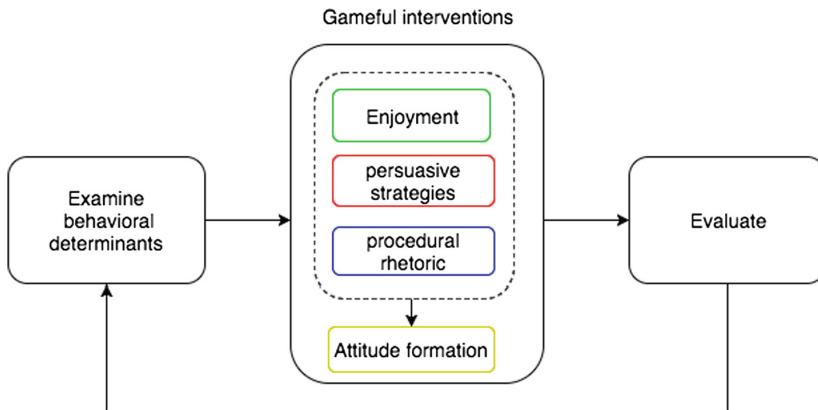 Gameful interventions
Enjoyment
persuasive
strategies
procedural
rhetoric
Attitude formation
Examine
behavioral
determinants
Evaluate